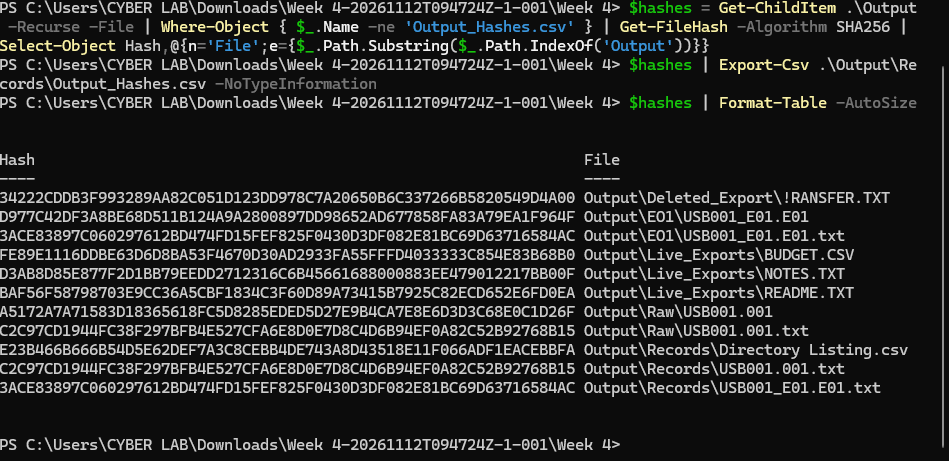 PS C:\Users\CYBER LAB\Downloads\Week 4-20261112T094724Z-1-001\Week 4> $hashes = Get-ChildItem .\Output
-Recurse -File | Where-Object { $_.Name -ne 'Output_Hashes.csv' } | Get-FileHash -Algorithm SHA256 |
Select-Object Hash,@{n='File';e={$_.Path.Substring($_.Path.IndexOf('Output'))}}
PS C:\Users\CYBER LAB\Downloads\Week 4-20261112T094724Z-1-001\Week 4> $hashes | Export-Csv .\Output\Re
cords\Output_Hashes.csv -NoTypeInformation
PS C:\Users\CYBER LAB\Downloads\Week 4-20261112T094724Z-1-001\Week 4> $hashes | Format-Table -AutoSize
Hash File
---- ----
34222CDDB3F993289AA82C051D123DD978C7A20650B6C337266B5820549D4A00 Output\Deleted_Export\!RANSFER.TXT
D977C42DF3A8BE68D511B124A9A2800897DD98652AD677858FA83A79EA1F964F Output\EO1\USB001_E01.E01
3ACE83897C060297612BD474FD15FEF825F0430D3DF082E81BC69D63716584AC Output\EO1\USB001_E01.E01.txt
FE89E1116DDBE63D6D8BA53F4670D30AD2933FA55FFFD4033333C854E83B68B0 Output\Live_Exports\BUDGET.CSV
D3AB8D85E877F2D1BB79EEDD2712316C6B45661688000883EE479012217BB00F Output\Live_Exports\NOTES.TXT
BAF56F58798703E9CC36A5CBF1834C3F60D89A73415B7925C82ECD652E6FD0EA Output\Live_Exports\README.TXT
A5172A7A71583D18365618FC5D8285EDED5D27E9B4CA7E8E6D3D3C68E0C1D26F Output\Raw\USB001.001
C2C97CD1944FC38F297BFB4E527CFA6E8D0E7D8C4D6B94EF0A82C52B92768B15 Output\Raw\USB001.001.txt
E23B466B666B54D5E62DEF7A3C8CEBB4DE743A8D43518E11F066ADF1EACEBBFA Output\Records\Directory Listing.csv
C2C97CD1944FC38F297BFB4E527CFA6E8D0E7D8C4D6B94EF0A82C52B92768B15 Output\Records\USB001.001.txt
3ACE83897C060297612BD474FD15FEF825F0430D3DF082E81BC69D63716584AC Output\Records\USB001_E01.E01.txt
PS C:\Users\CYBER LAB\Downloads\Week 4-20261112T094724Z-1-001\Week 4>